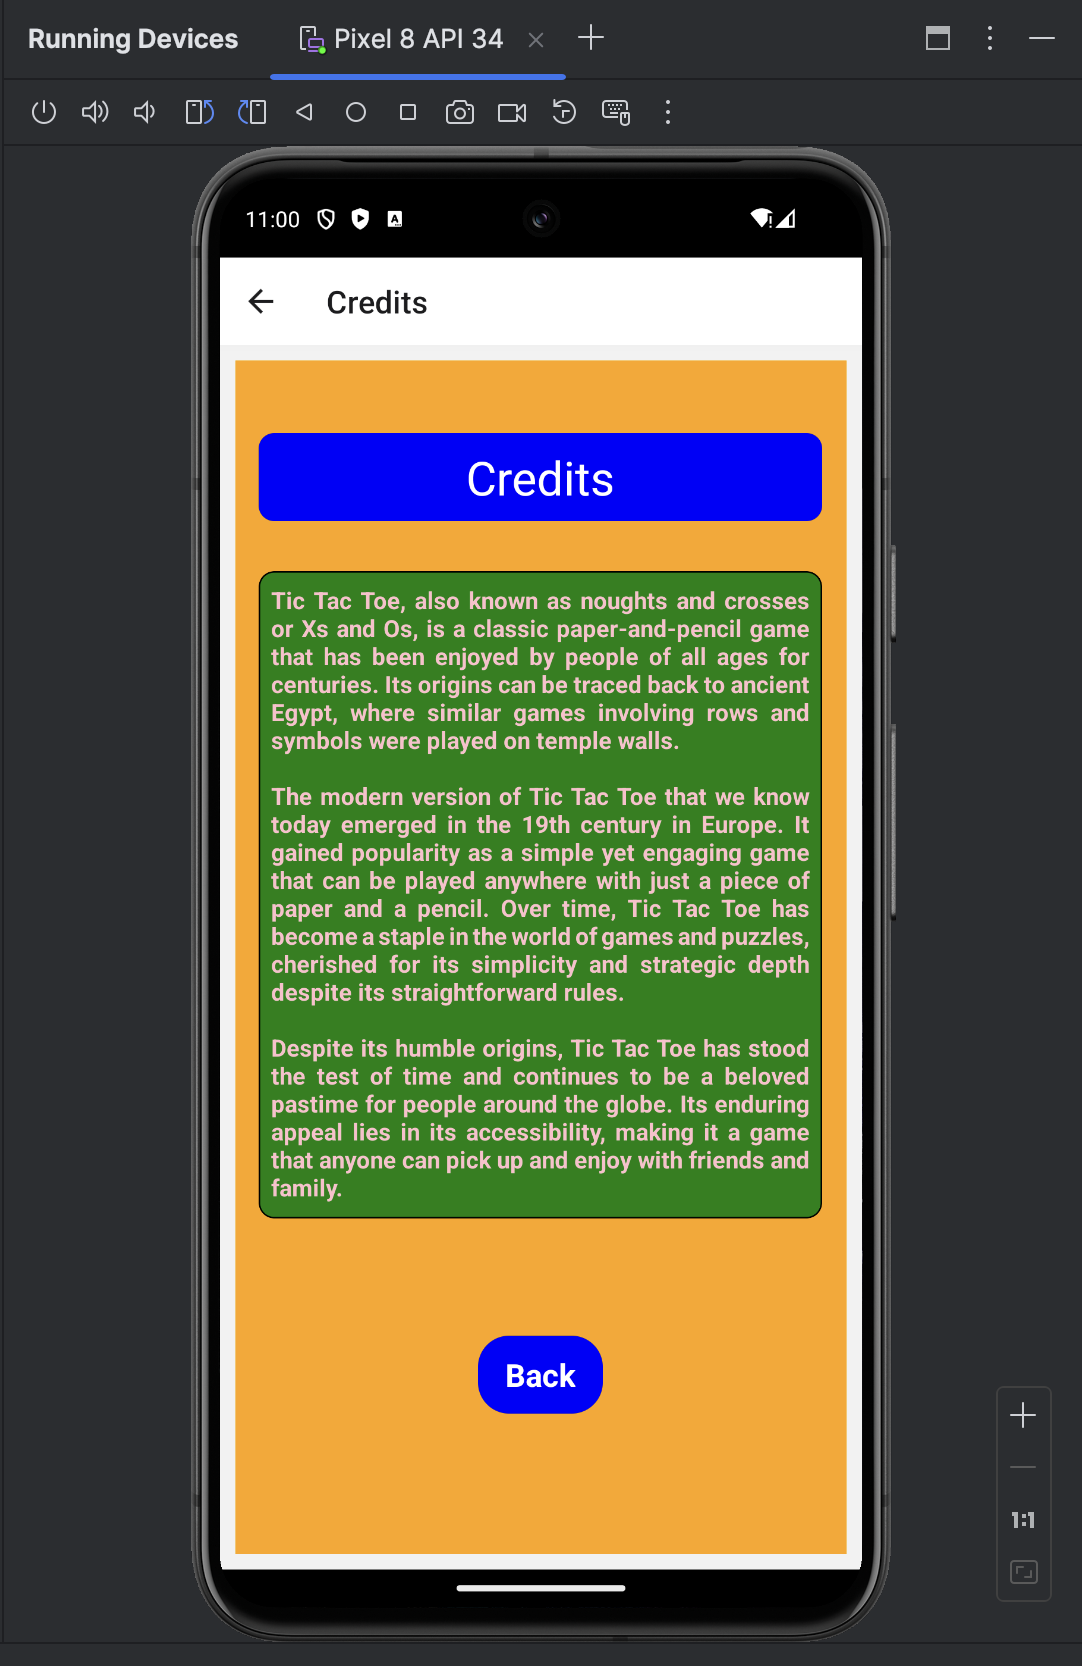 Running Devices
Pixel 8 API 34
11:00
A
Credits
Credits
Tic Tac Toe, also known as noughts and crosses
or Xs and Os, is a classic paper-and-pencil game
that has been enjoyed by people of all ages for
centuries. Its origins can be traced back to ancient
Egypt, where similar games involving rows and
symbols were played on temple walls.
The modern version of Tic Tac Toe that we know
today emerged in the 19th century in Europe. It
gained popularity as a simple yet engaging game
that can be played anywhere with just a piece of
paper and a pencil. Over time, Tic Tac Toe has
become a staple in the world of games and puzzles,
cherished for its simplicity and strategic depth
despite its straightforward rules.
Despite its humble origins, Tic Tac Toe has stood
the test of time and continues to be a beloved
pastime for people around the globe. Its enduring
appeal lies in its accessibility, making it a game
that anyone can pick up and enjoy with friends and
family.
Back
1:1